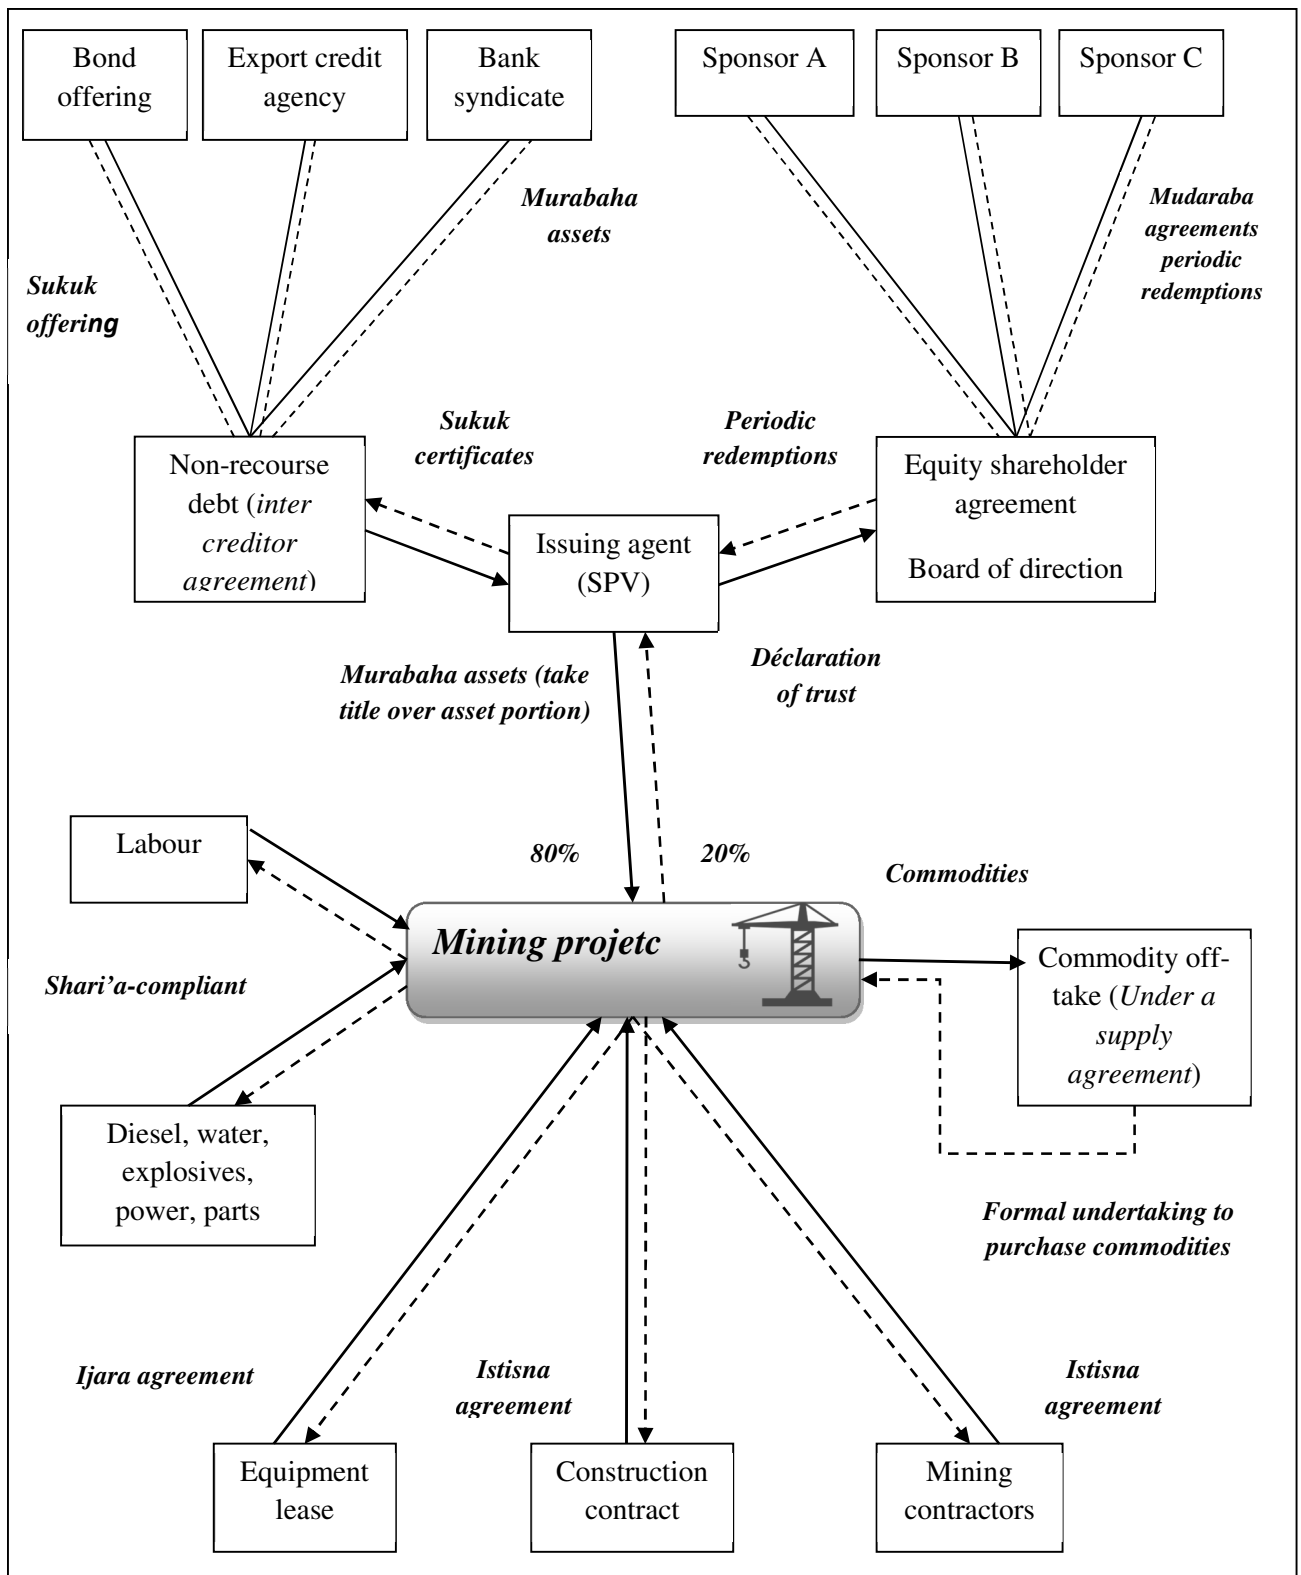 Bond
offering
Export credit
agency
Bank
syndicate
Sponsor A
Sponsor B
Sponsor C
Murabaha
assets
Mudaraba
agreements
periodic
redemptions
Sukuk
offering
Sukuk
certificates
Periodic
redemptions
Non-recourse
debt (inter
creditor
agreement)
Issuing agent
(SPV)
Equity shareholder
agreement
Board of direction
Murabaha assets (take
title over asset portion)
Déclaration
of trust
Labour
80%
20%
Commodities
Mining projetc
Commodity off-
take (Under a
supply
agreement)
Shari’a-compliant
Diesel, water,
explosives,
power, parts
Formal undertaking to
purchase commodities
Ijara agreement
Istisna
agreement
Istisna
agreement
Equipment
lease
Construction
contract
Mining
contractors